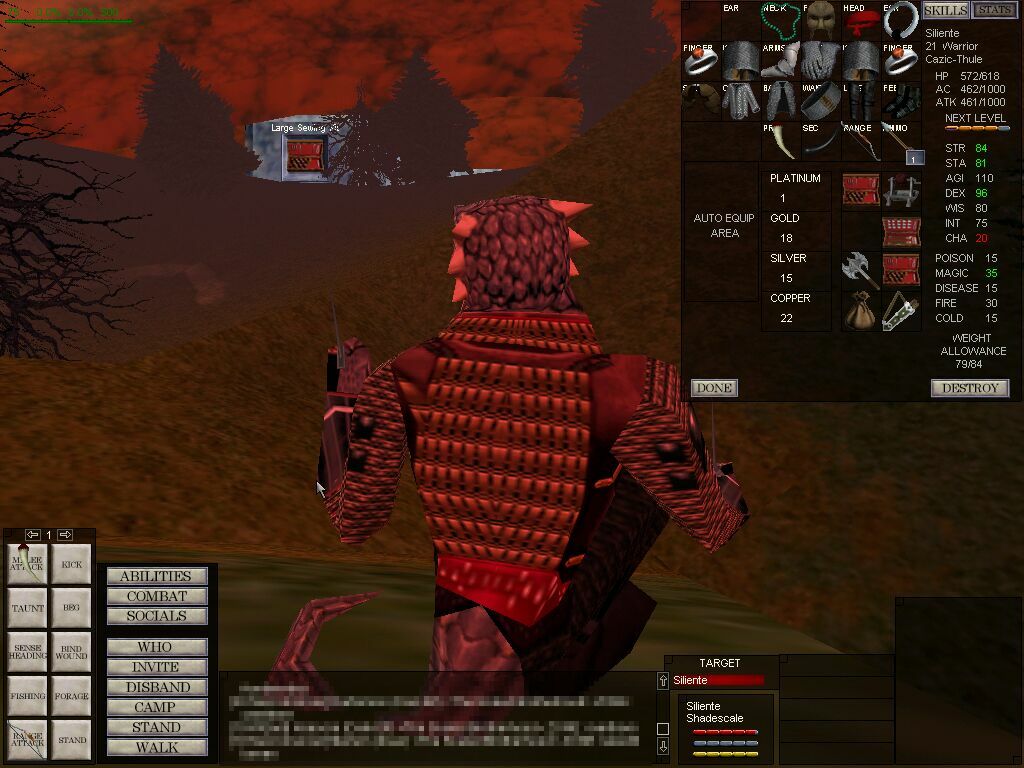 EAR
NECK
HEAD
SKILLS
STATS
Siliente
21 Warrior
Cazic-Thule
HP 572/618
AC 462/1000
ATK 461/1000
NEXT LEVEL
FINGER
ARMS
FINGER
SEC
RANGE
AMMO
1
STR 84
STA 81
AGI 110
DEX 96
WIS 80
INT 75
CHA 20
POISON 15
MAGIC 35
DISEASE 15
FIRE 30
COLD 15
WEIGHT
ALLOWANCE
79/84
AUTO EQUIP
AREA
PLATINUM
1
GOLD
18
SILVER
15
COPPER
22
DONE
DESTROY
Large Sewing Kit
1
MELEE
ATTACK
KICK
TAUNT
BEG
SENSE
HEADING
BIND
WOUND
FISHING
FORAGE
RANGE
ATTACK
STAND
ABILITIES
COMBAT
SOCIALS
WHO
INVITE
DISBAND
CAMP
STAND
WALK
TARGET
Siliente
Siliente
Shadescale